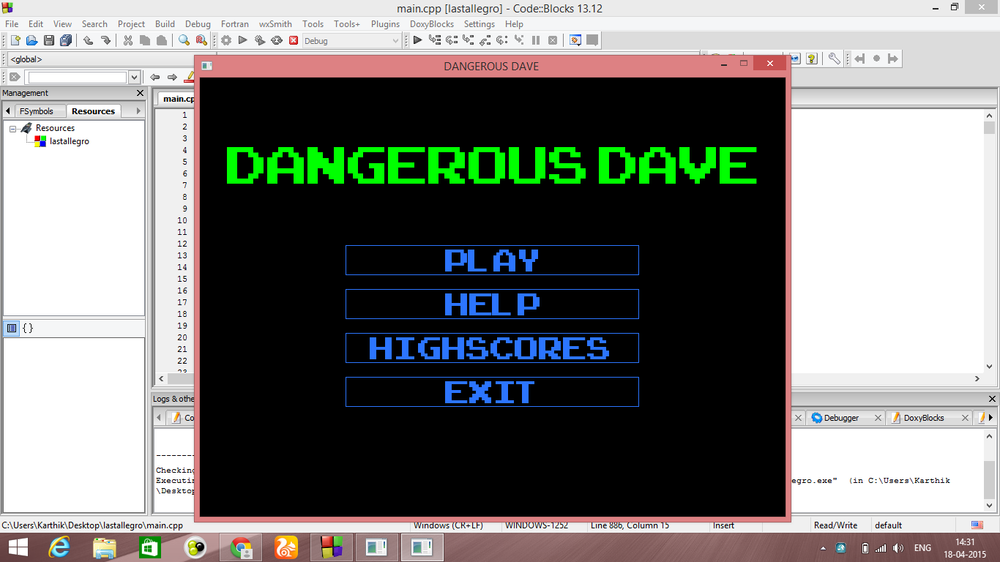 main.cpp [lastallegro] - Code::Blocks 13.12
File Edit View Search Project Build Debug Fortran wxSmith Tools Tools+ Plugins DoxyBlocks Settings Help
Debug
<global>
DANGEROUS DAVE
Management
main.cp
FSymbols Resources
Resources
lastallegro
1
2
3
4
5
6
7
8
9
10
11
12
13
14
15
16
17
18
19
20
21
22
23
DANGEROUS DAVE
PLAY
HELP
HIGHSCORES
EXIT
{}
Logs & othe
Co
Debugger
DoxyBlocks
--------
Checking
Executin
egro.exe" (in C:\Users\Karthik
\Desktop
C:\Users\Karthik\Desktop\lastallegro\main.cpp Windows (CR+LF) WINDOWS-1252 Line 886, Column 15 Insert Read/Write default
ENG
14:31
18-04-2015